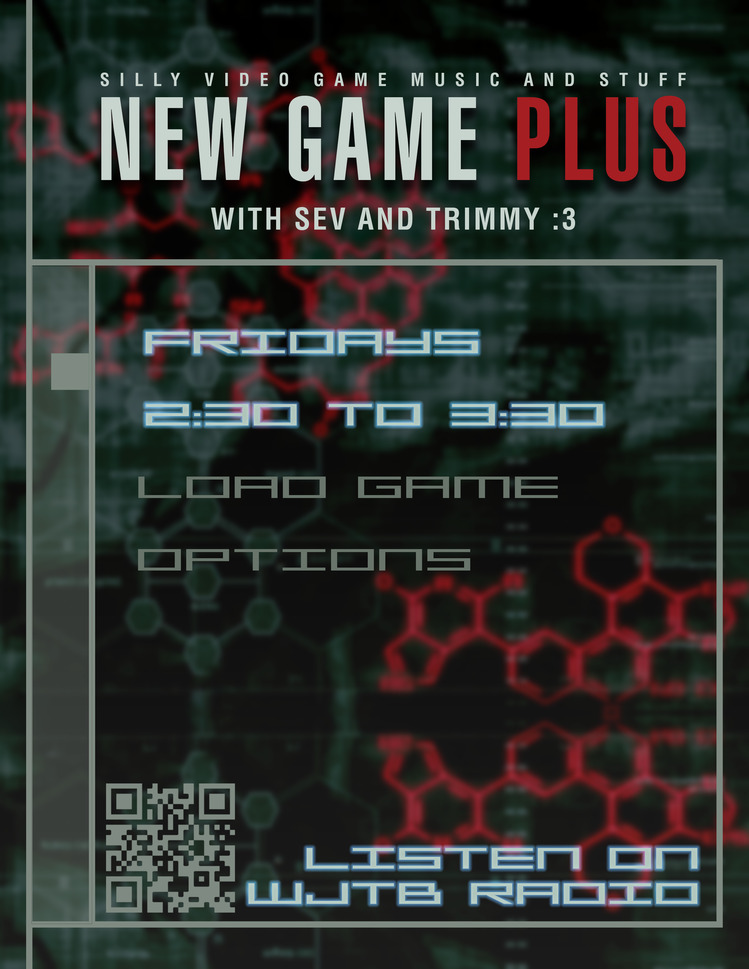 SILLY VIDEO GAME MUSIC AND STUFF
NEW GAME PLUS
WITH SEV AND TRIMMY :3
FRIDAYS
2:30 TO 3:30
LOAD GAME
OPTIONS
LISTEN ON
WJTB RADIO